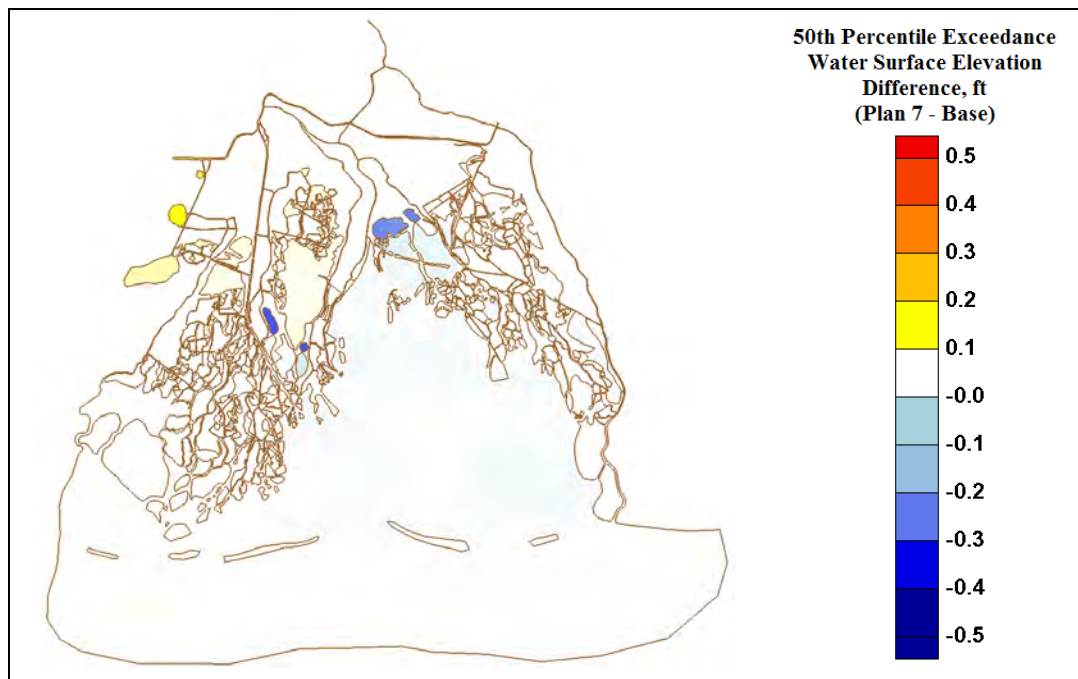 50th Percentile Exceedance
Water Surface Elevation
Difference, ft
(Plan 7 - Base)
0.5
0.4
0.3
0.2
0.1
-0.0
-0.1
-0.2
-0.3
-0.4
-0.5